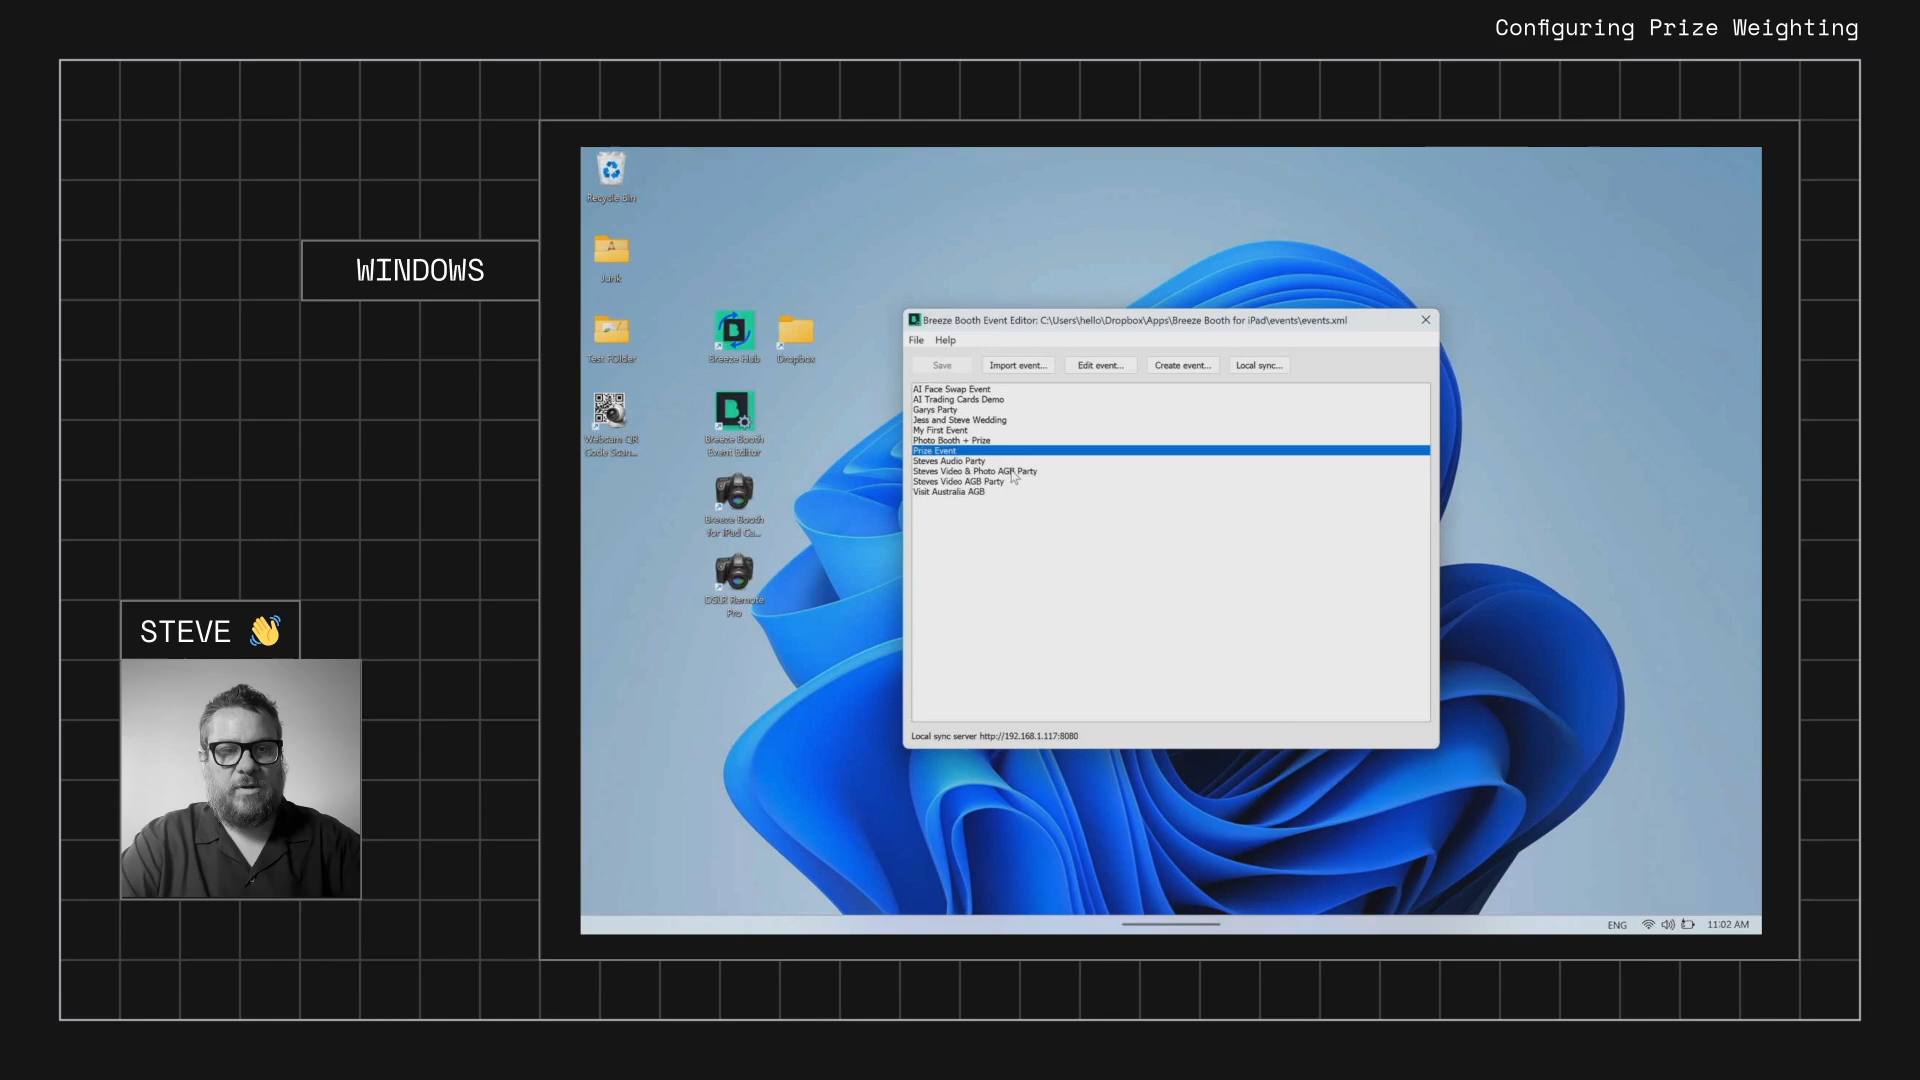 Configuring Prize Weighting
WINDOWS
STEVE 👋
Recycle Bin
Junk
Test FOlder
Breeze Hub
Dropbox
Webcam QR
Code Scan...
Breeze Booth
Event Editor
Breeze Booth
for iPad Ca...
DSLR Remote
Pro
Breeze Booth Event Editor: C:\Users\hello\Dropbox\Apps\Breeze Booth for iPad\events\events.xml
File Help
Save Import event... Edit event... Create event... Local sync...
AI Face Swap Event
AI Trading Cards Demo
Garys Party
Jess and Steve Wedding
My First Event
Photo Booth + Prize
Prize Event
Steves Audio Party
Steves Video & Photo AGB Party
Steves Video AGB Party
Visit Australia AGB
Local sync server http://192.168.1.117:8080
ENG 11:02 AM